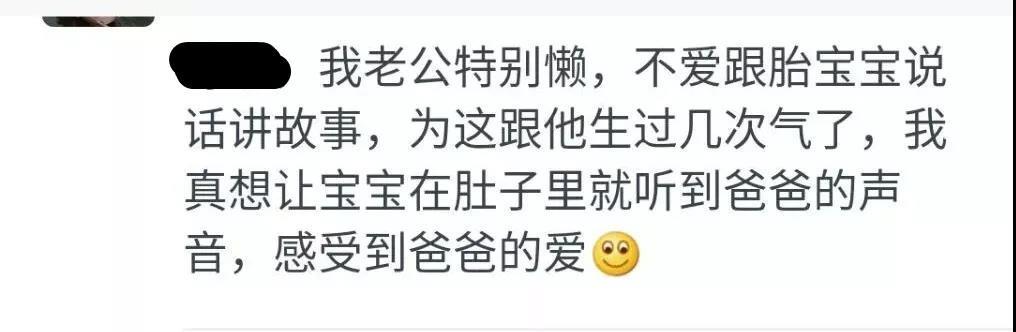 我老公特别懒，不爱跟胎宝宝说
话讲故事，为这跟他生过几次气了，我
真想让宝宝在肚子里就听到爸爸的声
音，感受到爸爸的爱